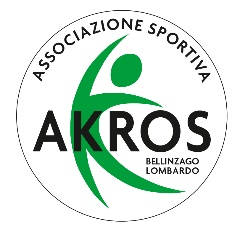 ASSOCIAZIONE SPORTIVA
AKROS
BELLINZAGO
LOMBARDO